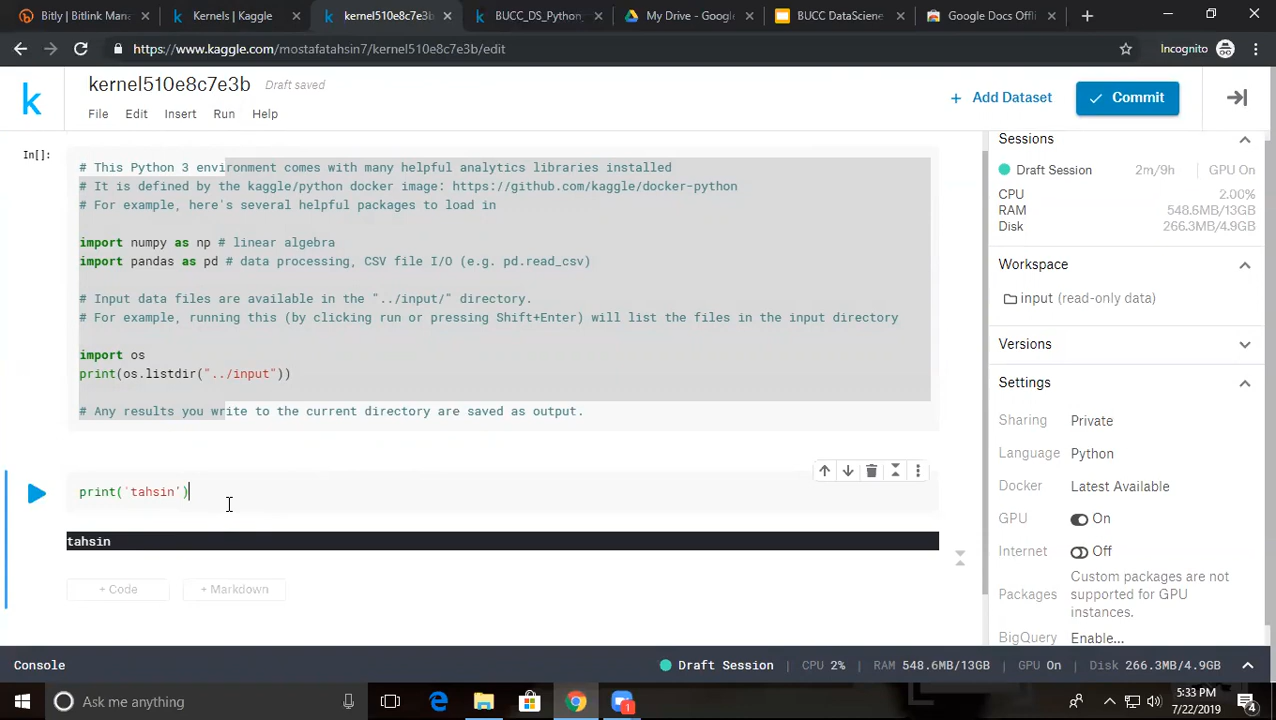 Bitly | Bitlink Mana
Kernels | Kaggle
kernel510e8c7e3b
BUCC_DS_Python_
My Drive - Google
BUCC DataScienc
Google Docs Offli
https://www.kaggle.com/mostafatahsin7/kernel510e8c7e3b/edit
Incognito
k
kernel510e8c7e3b
Draft saved
File Edit Insert Run Help
+ Add Dataset
Commit
In[]:
# This Python 3 environment comes with many helpful analytics libraries installed
# It is defined by the kaggle/python docker image: https://github.com/kaggle/docker-python
# For example, here's several helpful packages to load in
import numpy as np # linear algebra
import pandas as pd # data processing, CSV file I/O (e.g. pd.read_csv)
# Input data files are available in the "../input/" directory.
# For example, running this (by clicking run or pressing Shift+Enter) will list the files in the input directory
import os
print(os.listdir("../input"))
# Any results you write to the current directory are saved as output.
print('tahsin')
tahsin
+ Code
+ Markdown
Sessions
Draft Session 2m/9h GPU On
CPU 2.00%
RAM 548.6MB/13GB
Disk 266.3MB/4.9GB
Workspace
input (read-only data)
Versions
Settings
Sharing Private
Language Python
Docker Latest Available
GPU On
Internet Off
Packages Custom packages are not
supported for GPU
instances.
BigQuery Enable...
Console
Draft Session CPU 2% RAM 548.6MB/13GB GPU On Disk 266.3MB/4.9GB
Ask me anything
1
5:33 PM
7/22/2019
4